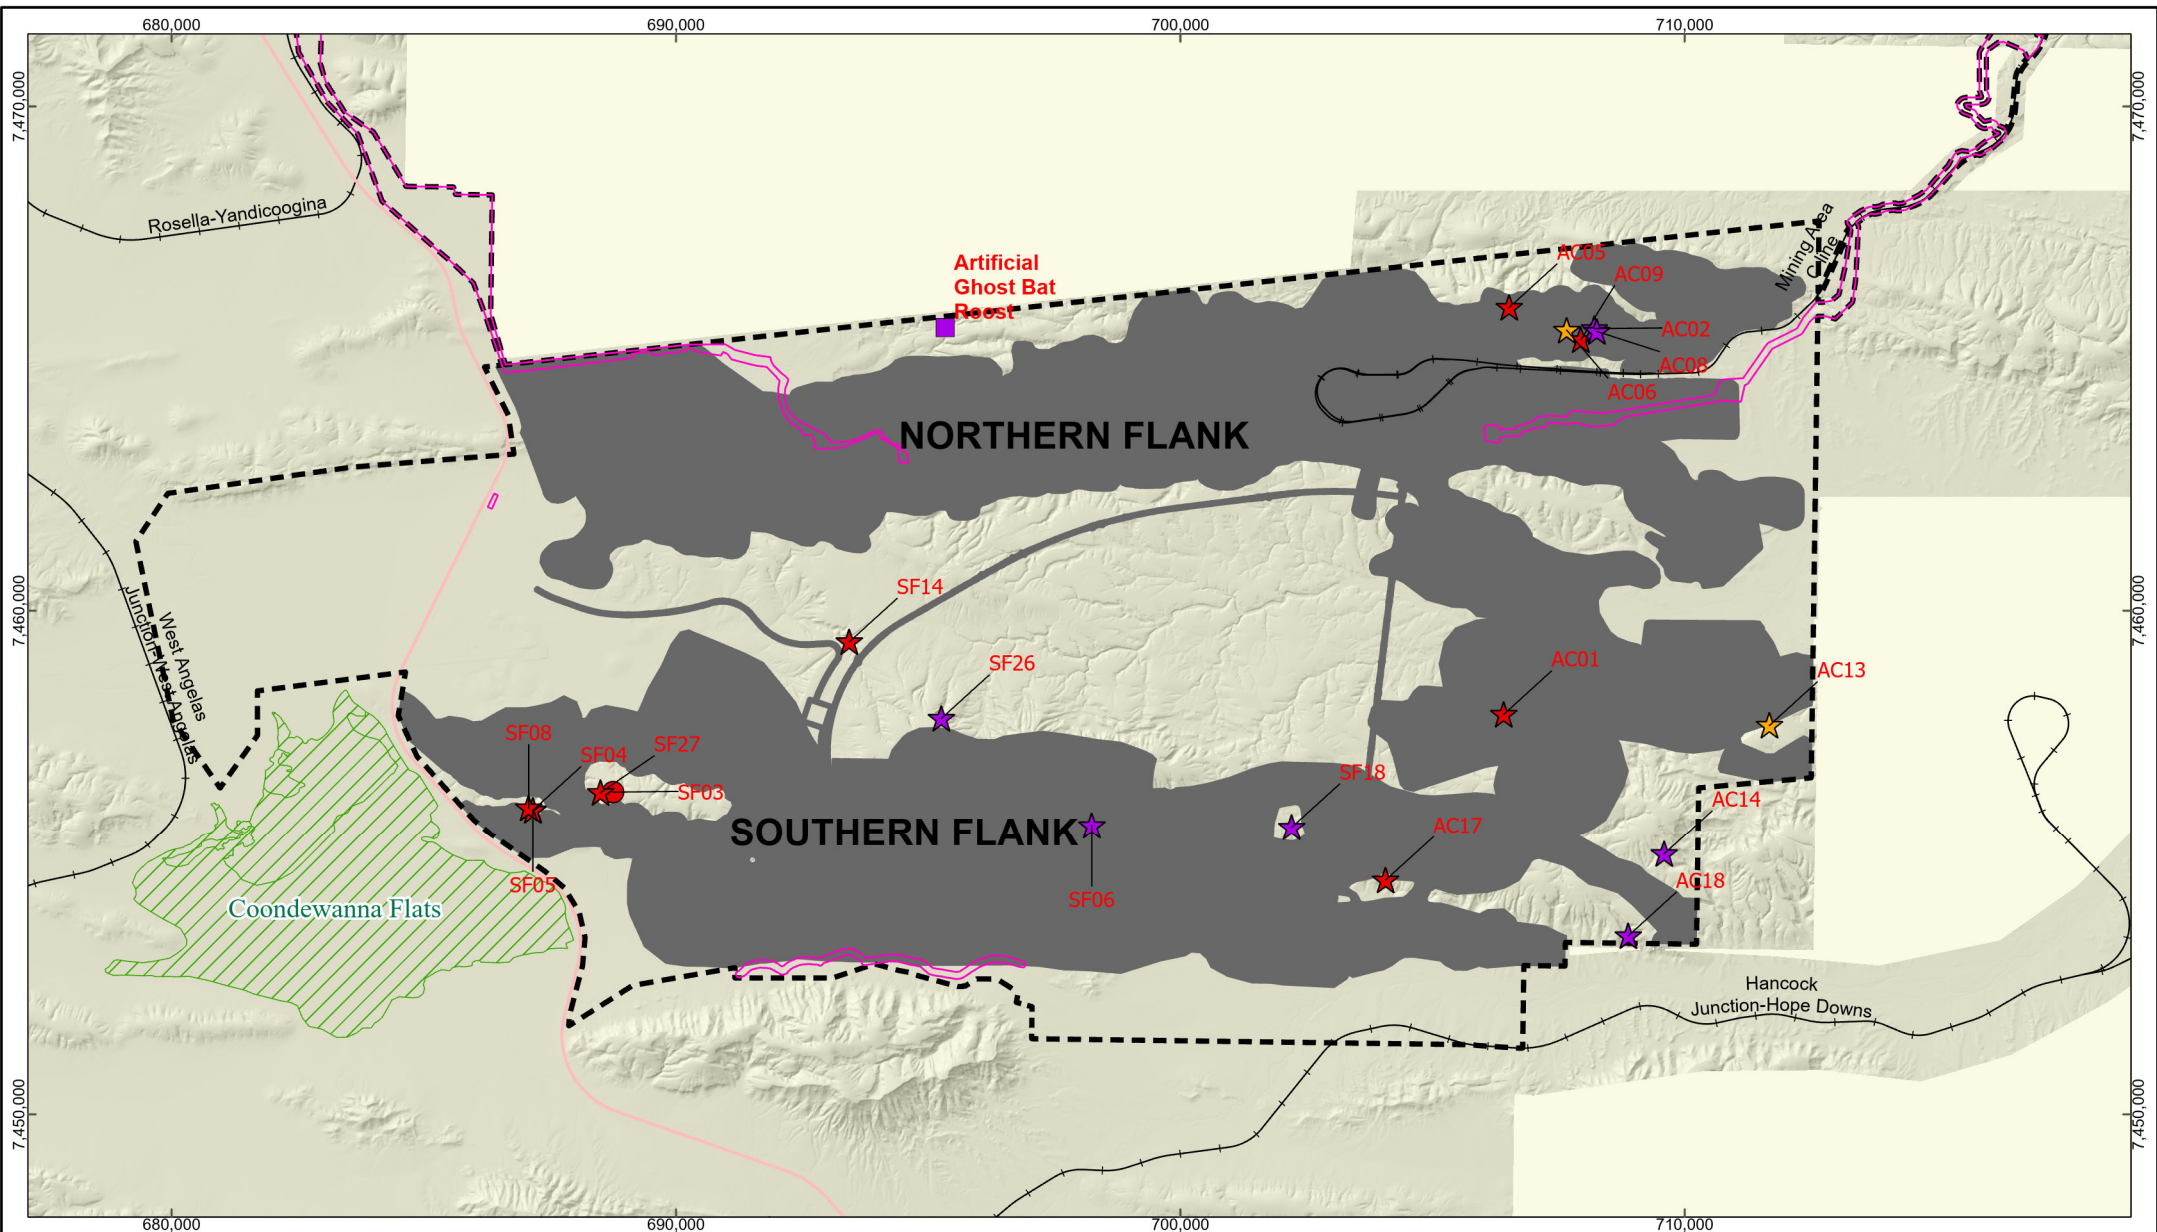 680,000
690,000
700,000
710,000
7,470,000
7,470,000
Rosella-Yandicoogina
Mining Area
C line
Artificial
Ghost Bat
Roost
AC05
AC09
AC02
AC08
AC06
NORTHERN FLANK
SF14
7,460,000
7,460,000
West Angelas
Junction-West Angelas
SF26
AC01
AC13
SF08
SF04
SF27
SF03
SF18
AC14
SOUTHERN FLANK
AC17
SF05
SF06
AC18
Coondewanna Flats
Hancock
Junction-Hope Downs
7,450,000
7,450,000
680,000
690,000
700,000
710,000